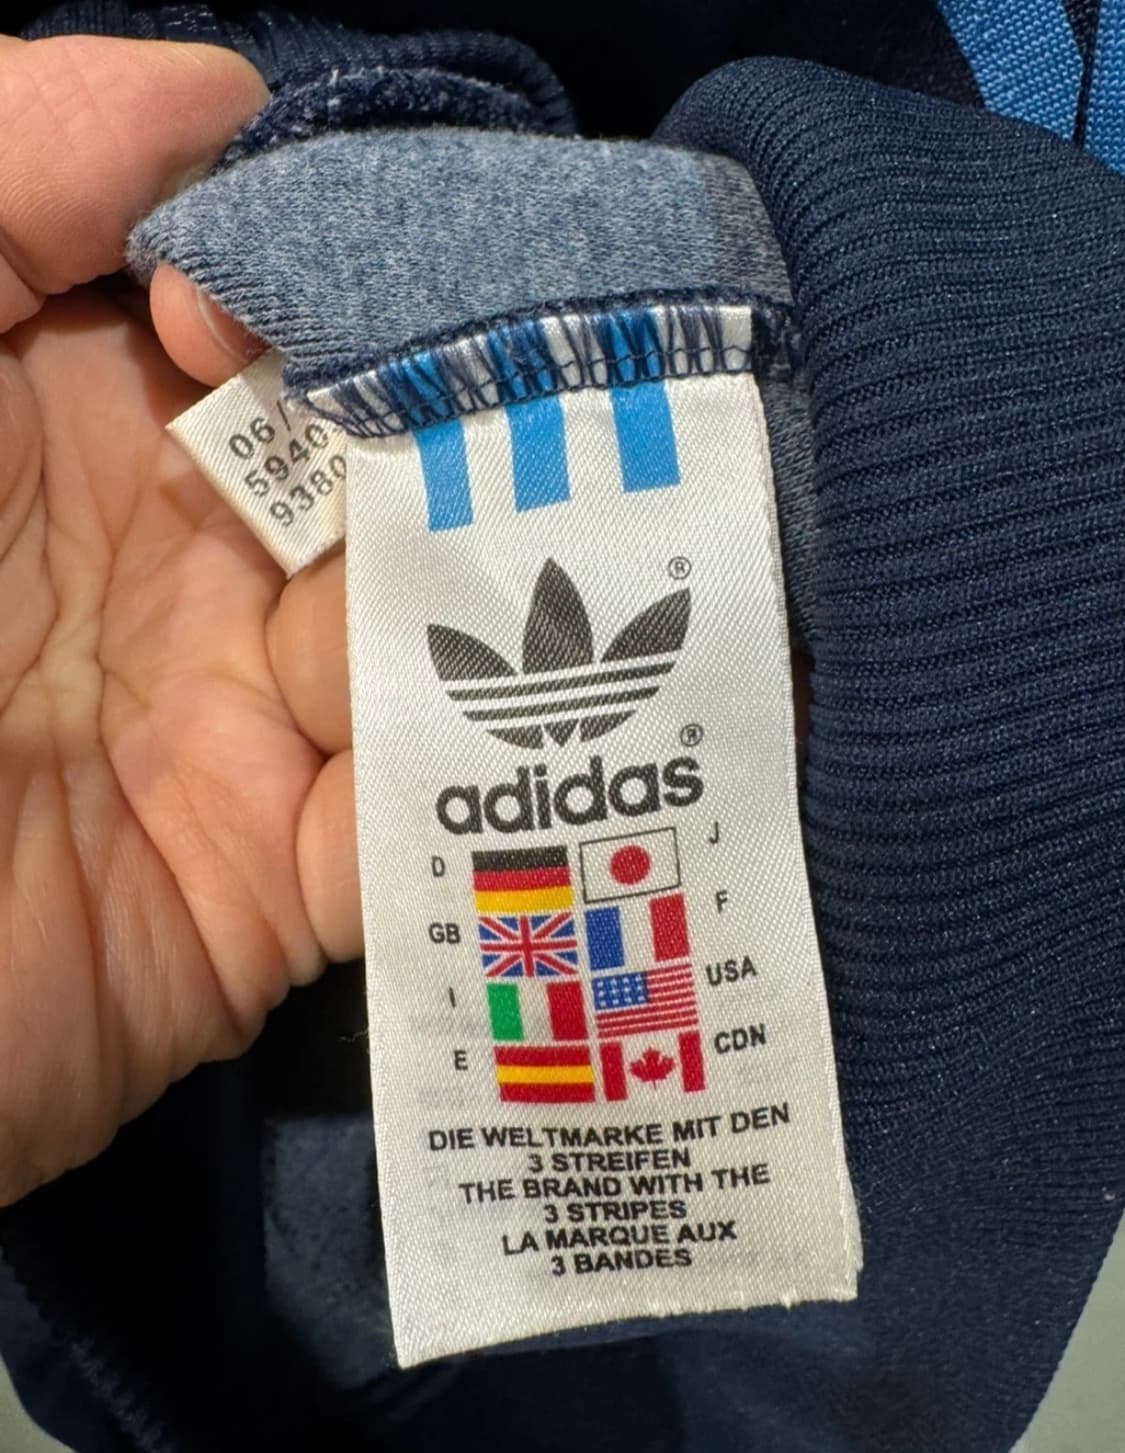 06/
5940
9380
®
®
adidas
D
J
GB
F
I
USA
E
CDN
DIE WELTMARKE MIT DEN
3 STREIFEN
THE BRAND WITH THE
3 STRIPES
LA MARQUE AUX
3 BANDES